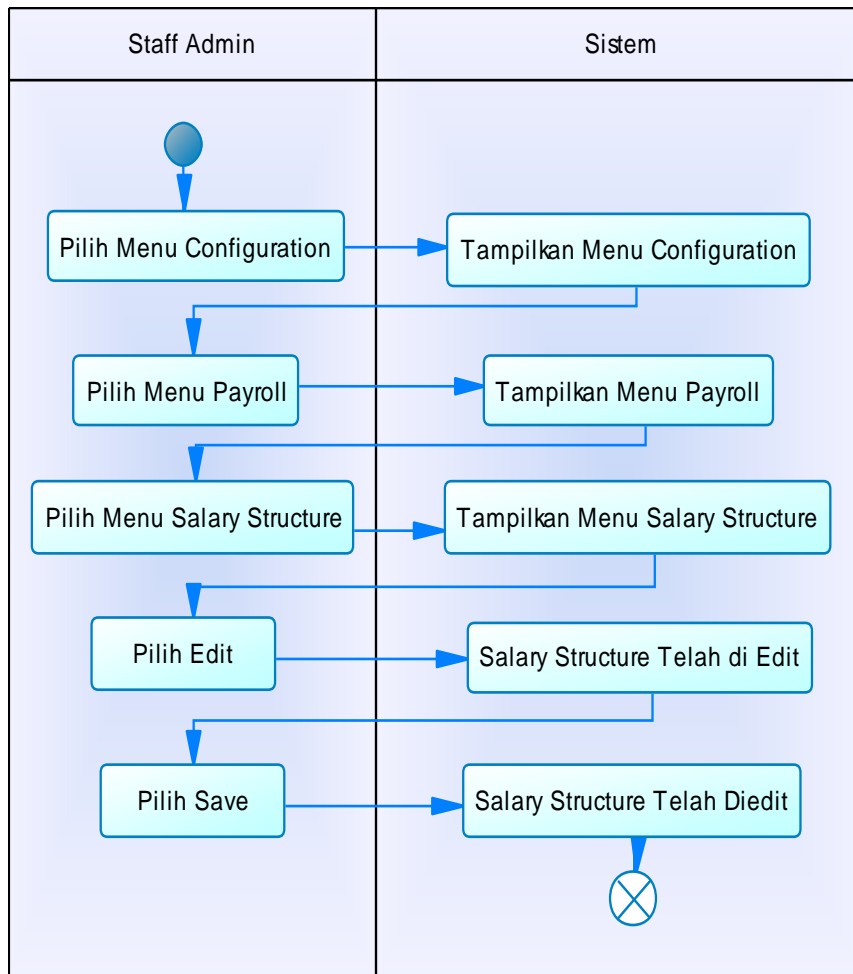 Staff Admin
Sistem
Pilih Menu Configuration
Tampilkan Menu Configuration
Pilih Menu Payroll
Tampilkan Menu Payroll
Pilih Menu Salary Structure
Tampilkan Menu Salary Structure
Pilih Edit
Salary Structure Telah di Edit
Pilih Save
Salary Structure Telah Diedit